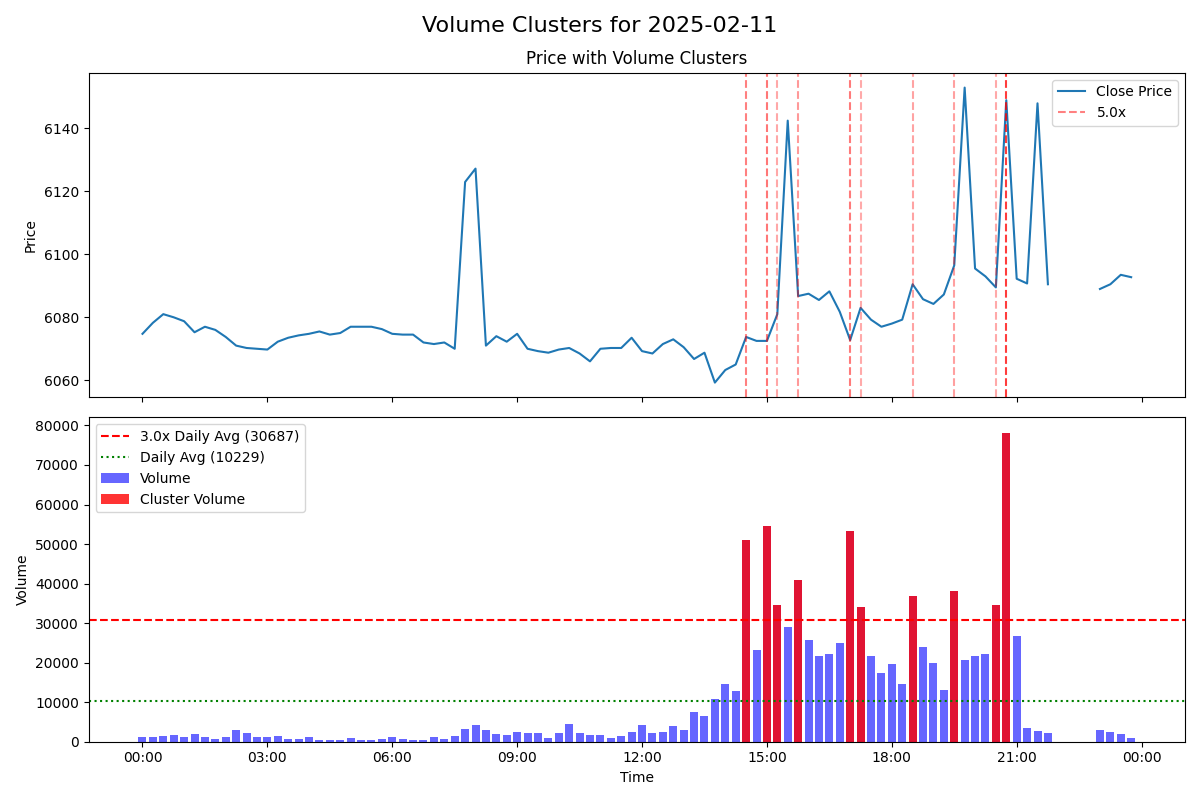 Volume Clusters for 2025-02-11
Price with Volume Clusters
Close Price
5.0x
6140
6120
6100
6080
6060
Price
3.0x Daily Avg (30687)
Daily Avg (10229)
Volume
Cluster Volume
80000
70000
60000
50000
40000
30000
20000
10000
0
Volume
00:00
03:00
06:00
09:00
12:00
15:00
18:00
21:00
00:00
Time